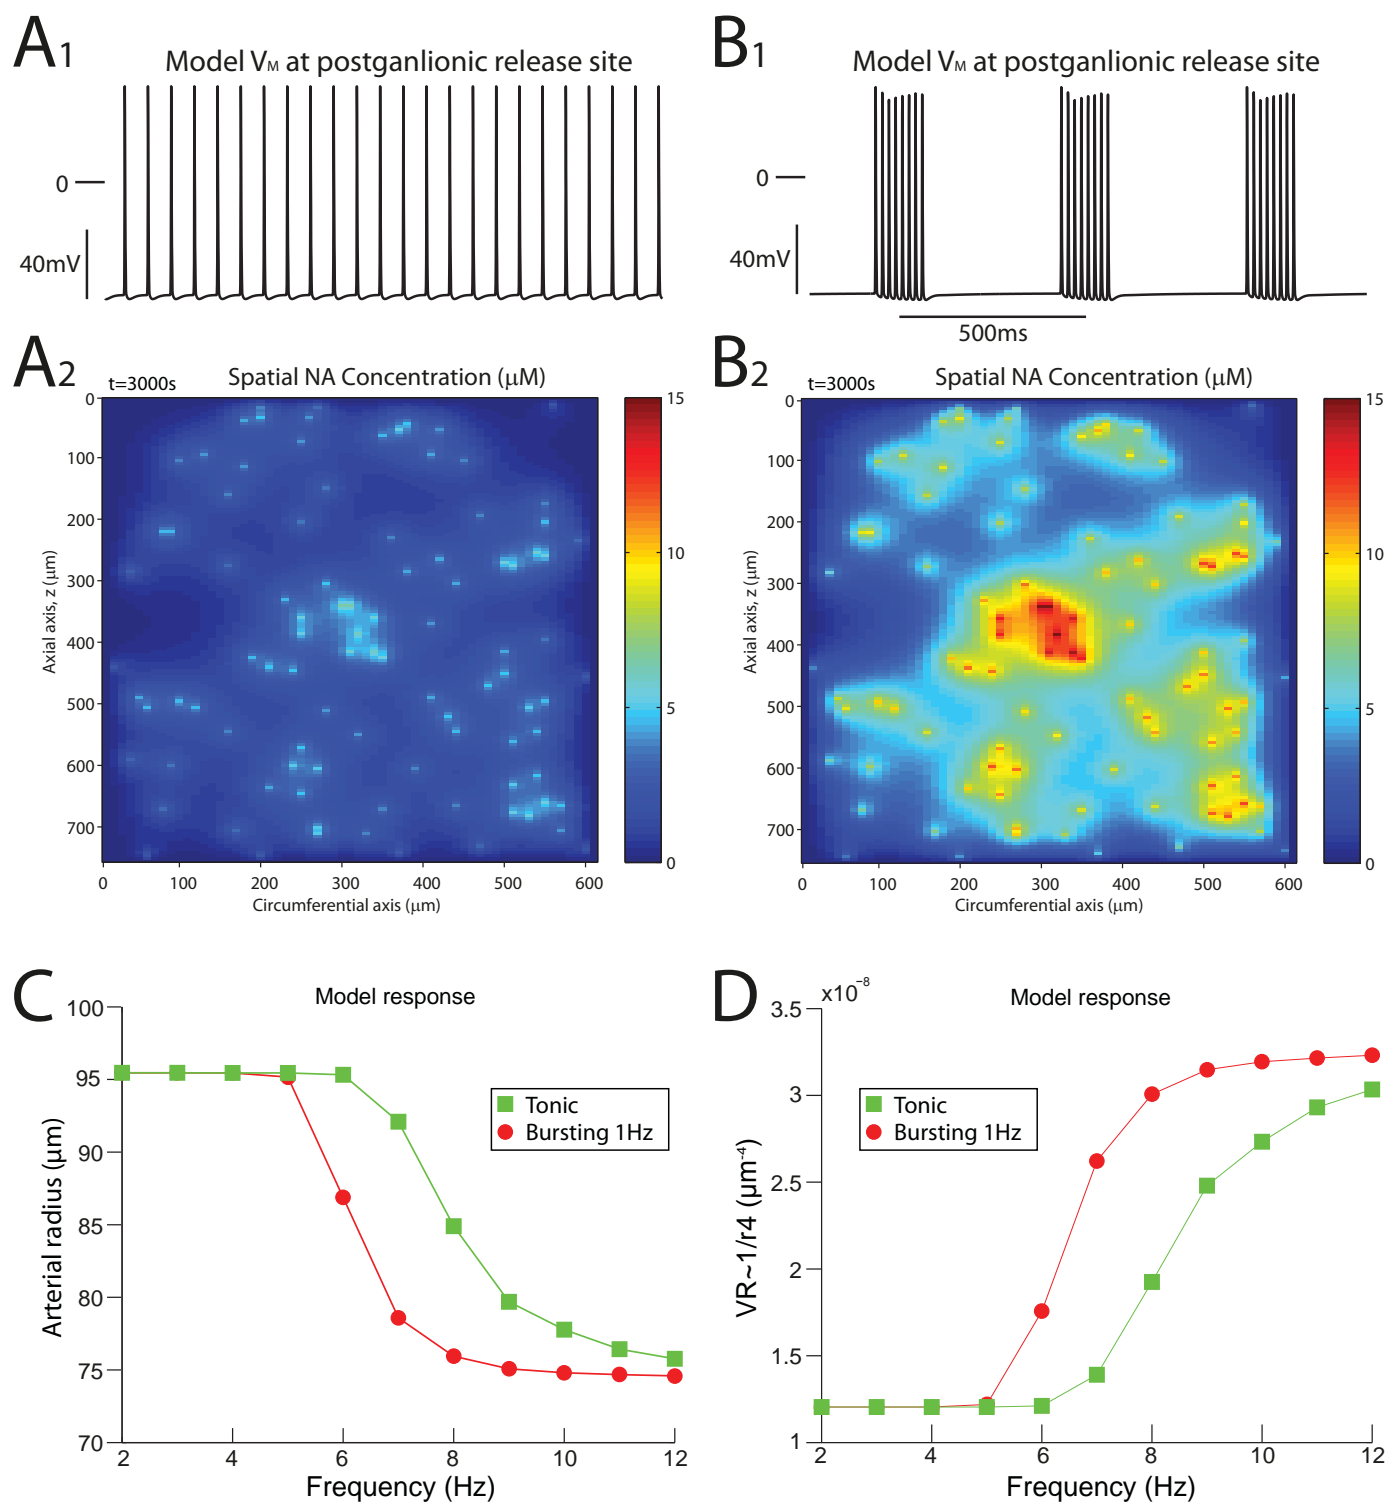 A1
Model VM at postganlionic release site
0
40mV
B1
Model VM at postganlionic release site
0
40mV
500ms
A2
t=3000s
Spatial NA Concentration (μM)
0
100
200
300
400
500
600
700
Axial axis, z (μm)
0 100 200 300 400 500 600
Circumferential axis (μm)
15
10
5
0
B2
t=3000s
Spatial NA Concentration (μM)
0
100
200
300
400
500
600
700
Axial axis, z (μm)
0 100 200 300 400 500 600
Circumferential axis (μm)
15
10
5
0
C
Model response
100
95
90
85
80
75
70
Arterial radius (μm)
Tonic
Bursting 1Hz
2 4 6 8 10 12
Frequency (Hz)
D
x10⁻⁸
Model response
3.5
3
2.5
2
1.5
1
VR~1/r4 (μm⁻⁴)
Tonic
Bursting 1Hz
2 4 6 8 10 12
Frequency (Hz)